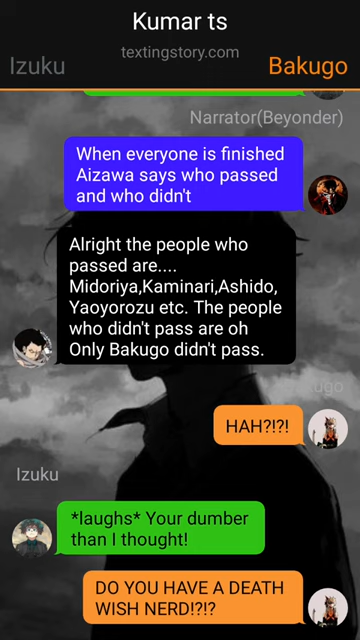 Kumar ts
textingstory.com
Izuku
Bakugo
Narrator(Beyonder)
When everyone is finished
Aizawa says who passed
and who didn't
Alright the people who
passed are....
Midoriya,Kaminari,Ashido,
Yaoyorozu etc. The people
who didn't pass are oh
Only Bakugo didn't pass.
HAH?!?!
Izuku
*laughs* Your dumber
than I thought!
DO YOU HAVE A DEATH
WISH NERD!?!?